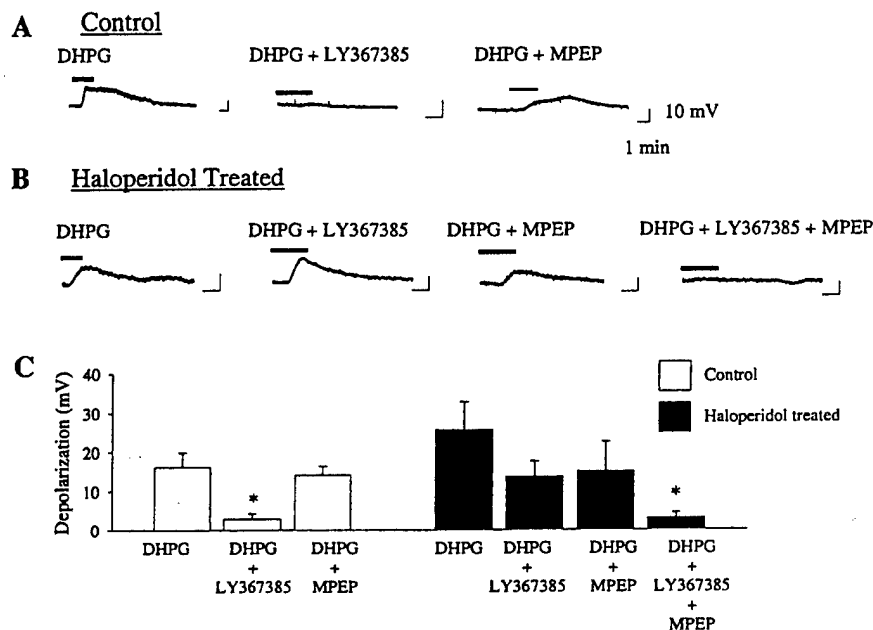 A Control
DHPG DHPG + LY367385 DHPG + MPEP
10 mV
1 min
B Haloperidol Treated
DHPG DHPG + LY367385 DHPG + MPEP DHPG + LY367385 + MPEP
C
Depolarization (mV)
40
30
20
10
0
* *
Control
Haloperidol treated
DHPG DHPG DHPG DHPG DHPG DHPG DHPG
+ + + + +
LY367385 MPEP LY367385 MPEP LY367385
+
MPEP